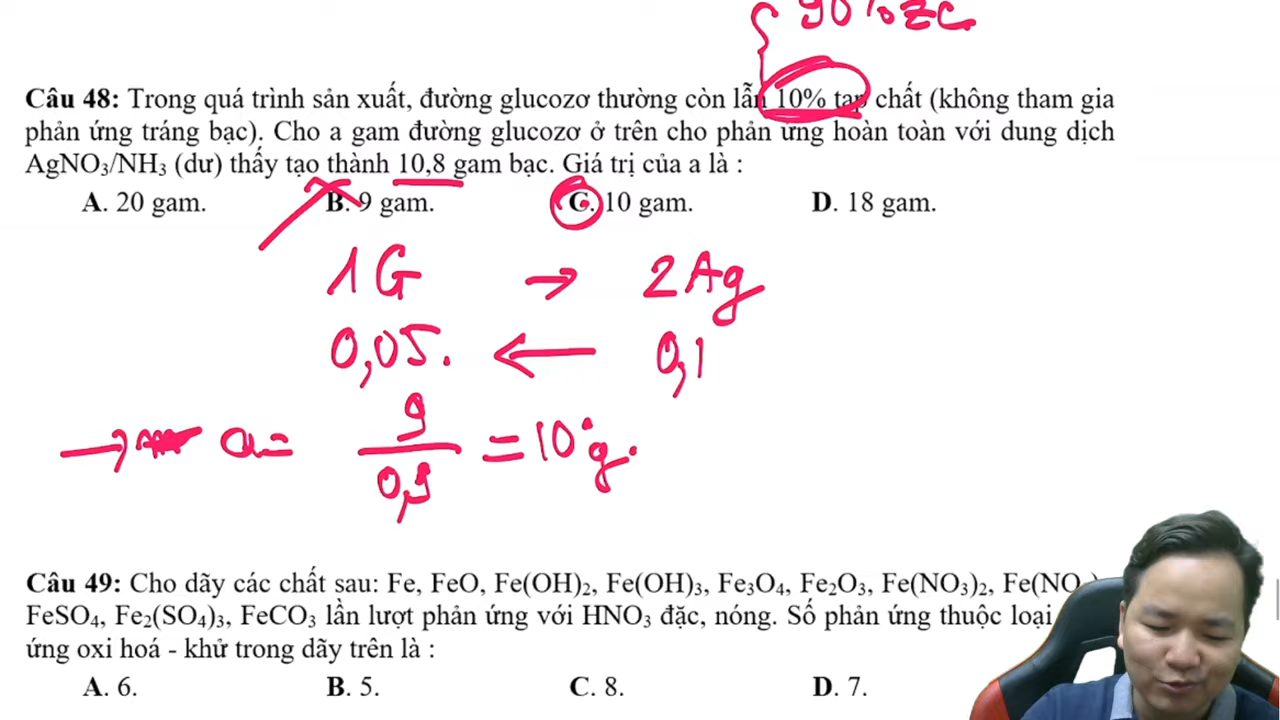 90%
Câu 48: Trong quá trình sản xuất, đường glucozơ thường còn lẫn 10% tạp chất (không tham gia
phản ứng tráng bạc). Cho a gam đường glucozơ ở trên cho phản ứng hoàn toàn với dung dịch
AgNO₃/NH₃ (dư) thấy tạo thành 10,8 gam bạc. Giá trị của a là :
A. 20 gam. B. 9 gam. C. 10 gam. D. 18 gam.
1G → 2Ag
0,05. ← 0,1
→ a = 9/0,9 = 10 g.
Câu 49: Cho dãy các chất sau: Fe, FeO, Fe(OH)₂, Fe(OH)₃, Fe₃O₄, Fe₂O₃, Fe(NO₃)₂, Fe(NO
FeSO₄, Fe₂(SO₄)₃, FeCO₃ lần lượt phản ứng với HNO₃ đặc, nóng. Số phản ứng thuộc loại
ứng oxi hoá - khử trong dãy trên là :
A. 6. B. 5. C. 8. D. 7.